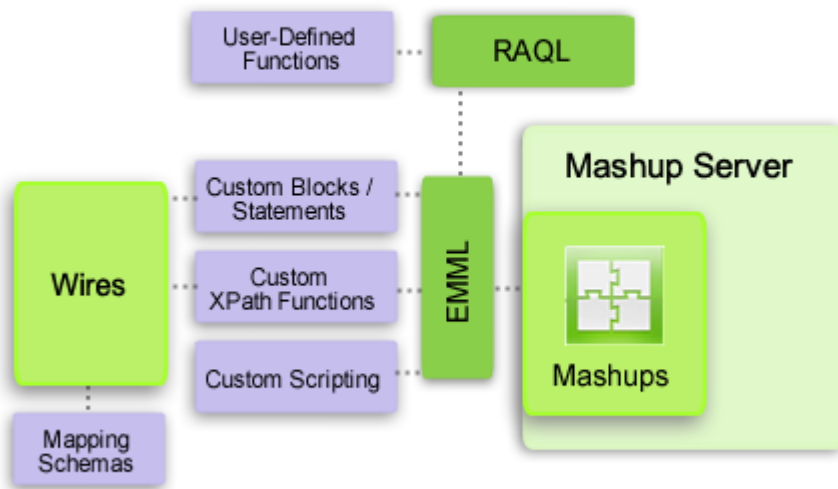 User-Defined
Functions
RAQL
Mashup Server
Custom Blocks /
Statements
Wires
Custom
XPath Functions
EMML
Custom Scripting
Mashups
Mapping
Schemas